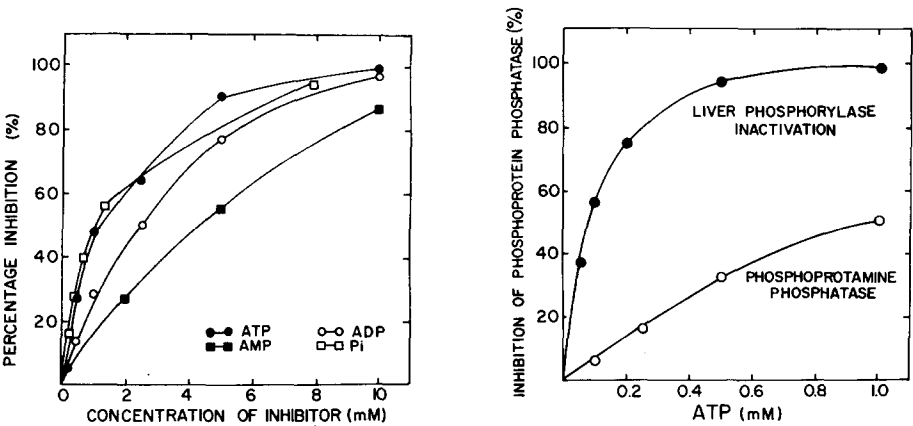 PERCENTAGE INHIBITION (%)
100
80
60
40
20
0 2 4 6 8 10
CONCENTRATION OF INHIBITOR (mM)
ATP
ADP
AMP
Pi
INHIBITION OF PHOSPHOPROTEIN PHOSPHATASE (%)
100
80
60
40
20
0.2 0.4 0.6 0.8 1.0
ATP (mM)
LIVER PHOSPHORYLASE
INACTIVATION
PHOSPHOPROTAMINE
PHOSPHATASE